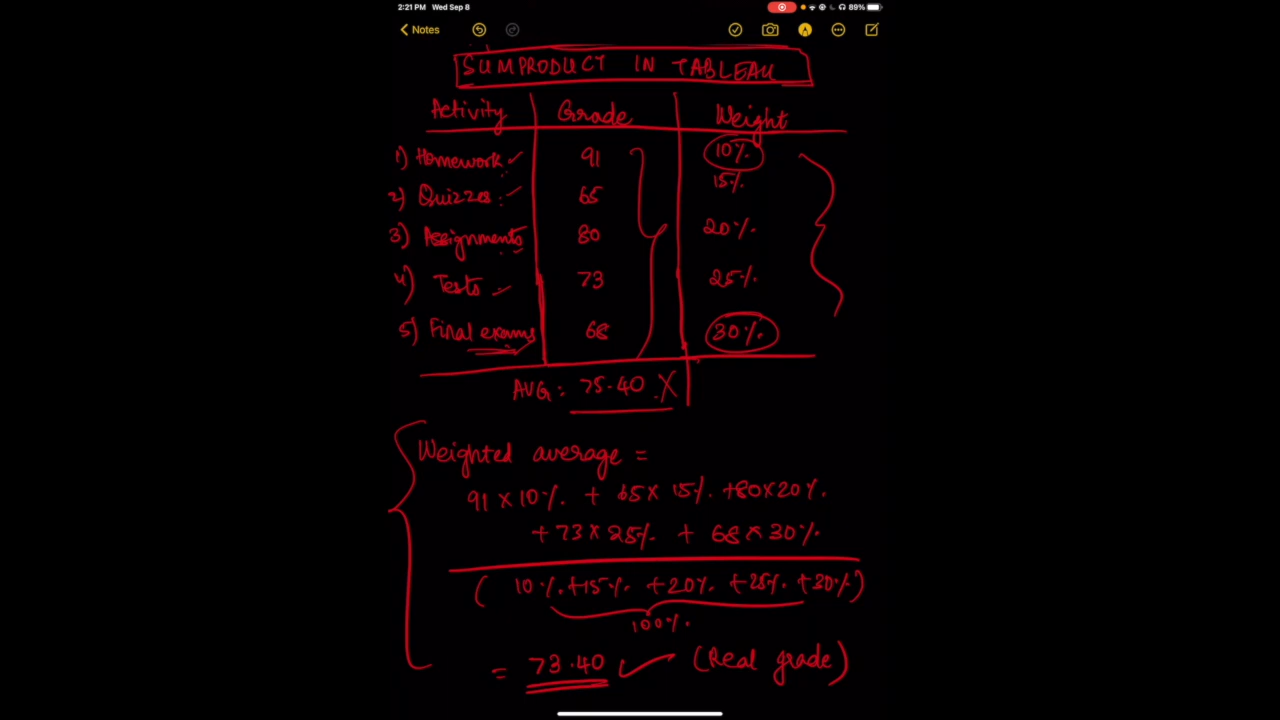 2:21 PM Wed Sep 8
89%
Notes
SUMPRODUCT IN TABLEAU
Activity Grade Weight
1) Homework 91 10%
2) Quizzes 65 15%
3) Assignments 80 20%
4) Tests 73 25%
5) Final exams 68 30%
AVG = 75.40 X
Weighted average =
91 x 10% + 65 x 15% + 80 x 20%
+ 73 x 25% + 68 x 30%
( 10% + 15% + 20% + 25% + 30% )
100%
= 73.40 (Real grade)